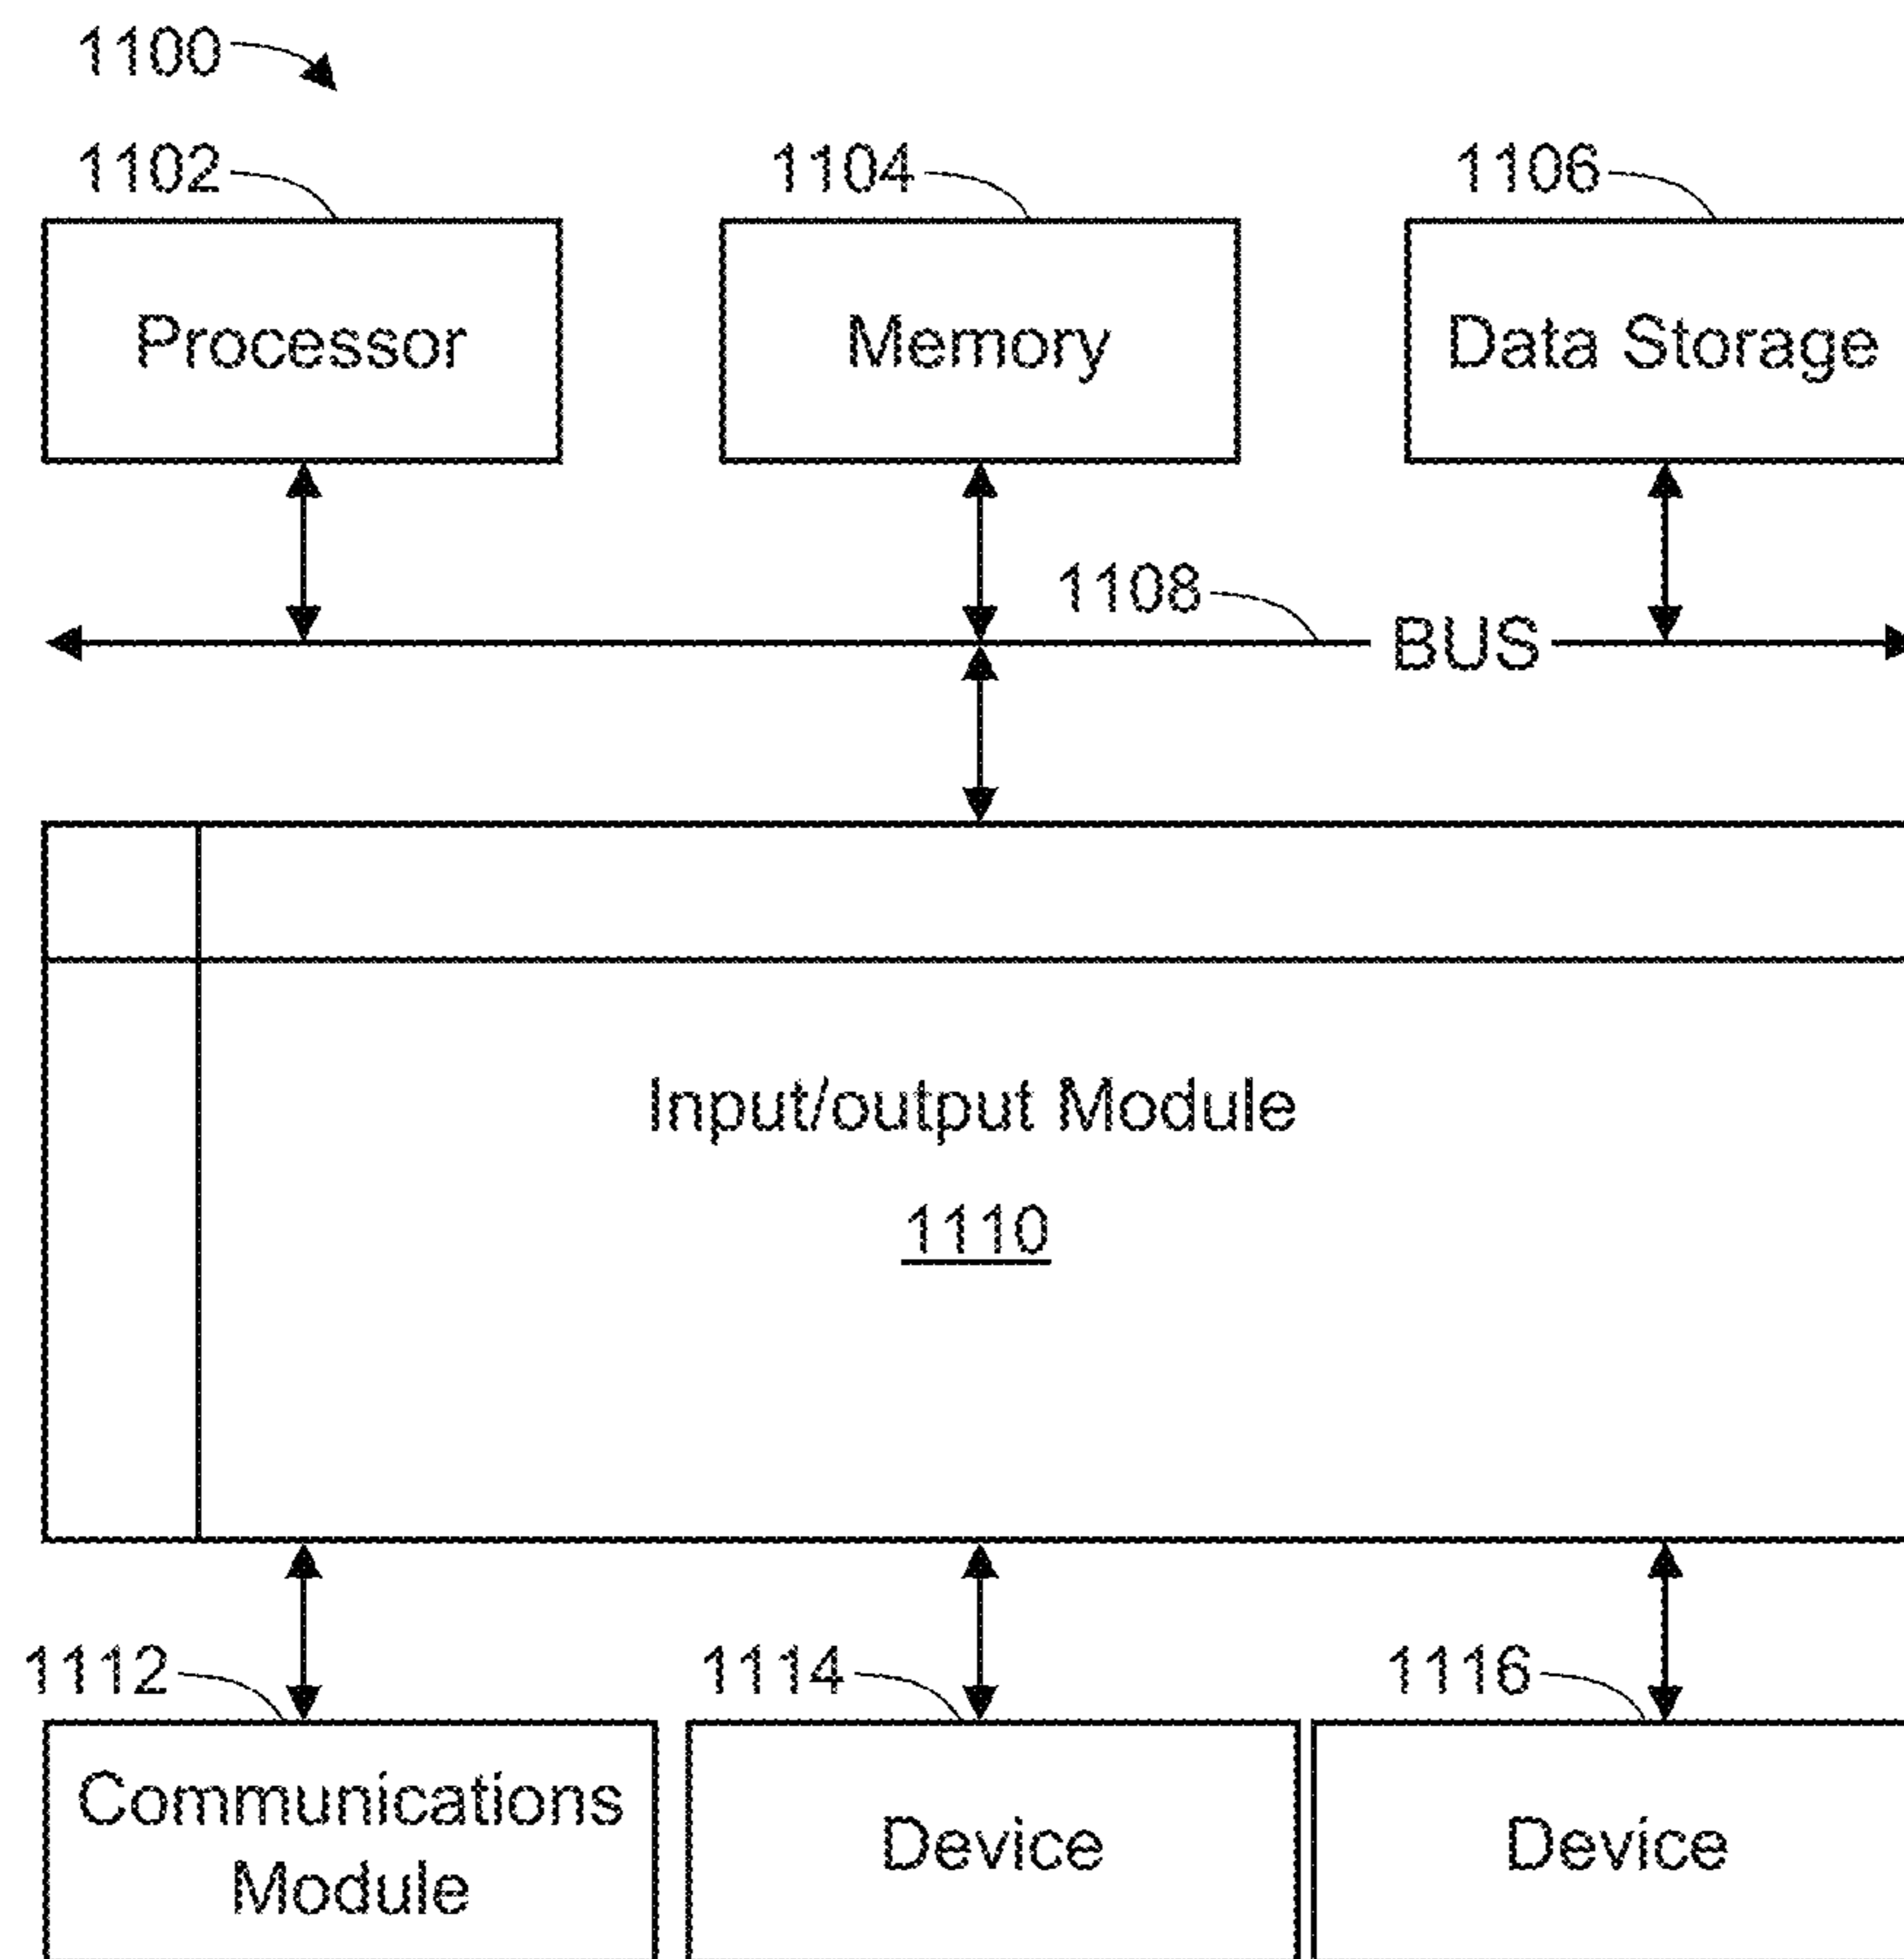 1100
1102
1104
1106
Processor
Memory
Data Storage
1108
BUS
Input/output Module
1110
1112
1114
1116
Communications
Module
Device
Device